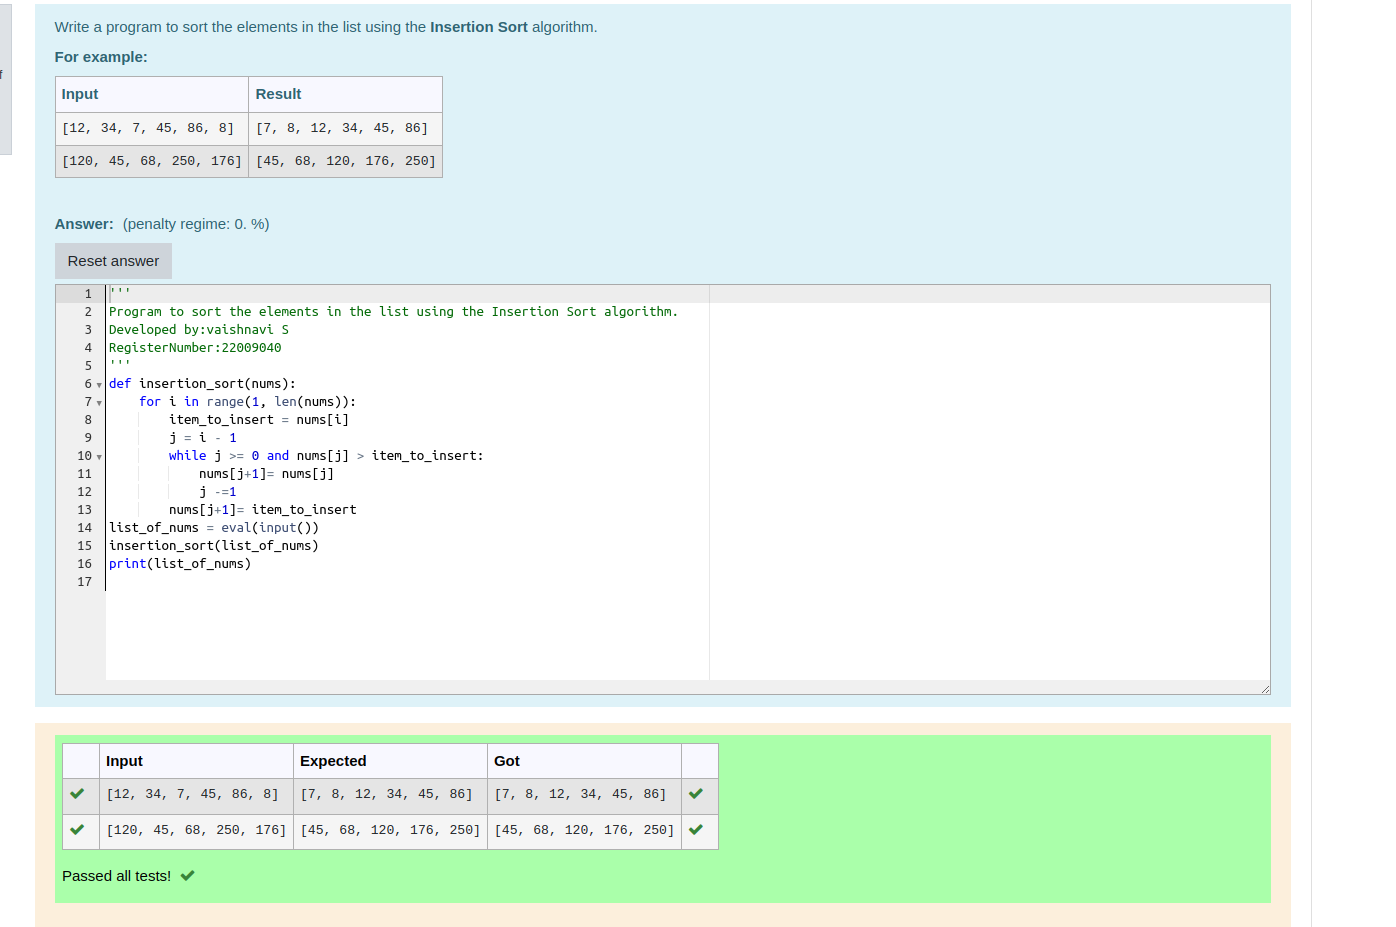 f
Write a program to sort the elements in the list using the Insertion Sort algorithm.
For example:
Input Result
[12, 34, 7, 45, 86, 8] [7, 8, 12, 34, 45, 86]
[120, 45, 68, 250, 176] [45, 68, 120, 176, 250]
Answer: (penalty regime: 0. %)
Reset answer
1 '''
2 Program to sort the elements in the list using the Insertion Sort algorithm.
3 Developed by:vaishnavi S
4 RegisterNumber:22009040
5 '''
6 def insertion_sort(nums):
7     for i in range(1, len(nums)):
8         item_to_insert = nums[i]
9         j = i - 1
10         while j >= 0 and nums[j] > item_to_insert:
11             nums[j+1]= nums[j]
12             j -=1
13         nums[j+1]= item_to_insert
14 list_of_nums = eval(input())
15 insertion_sort(list_of_nums)
16 print(list_of_nums)
17
Input Expected Got
[12, 34, 7, 45, 86, 8] [7, 8, 12, 34, 45, 86] [7, 8, 12, 34, 45, 86]
[120, 45, 68, 250, 176] [45, 68, 120, 176, 250] [45, 68, 120, 176, 250]
Passed all tests!